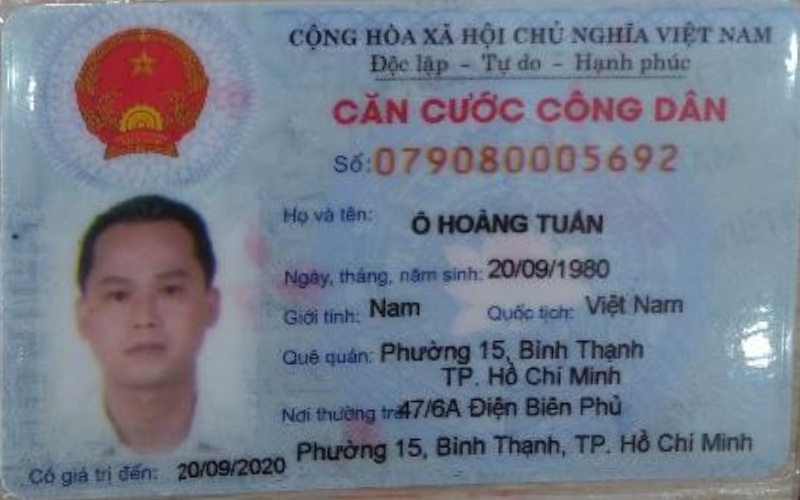 CỘNG HÒA XÃ HỘI CHỦ NGHĨA VIỆT NAM
Độc lập - Tự do - Hạnh phúc
CĂN CƯỚC CÔNG DÂN
Số: 079080005692
Họ và tên: Ô HOÀNG TUẤN
Ngày, tháng, năm sinh: 20/09/1980
Giới tính: Nam Quốc tịch: Việt Nam
Quê quán: Phường 15, Bình Thạnh
TP. Hồ Chí Minh
Nơi thường trú: 47/6A Điện Biên Phủ
Phường 15, Bình Thạnh, TP. Hồ Chí Minh
Có giá trị đến: 20/09/2020